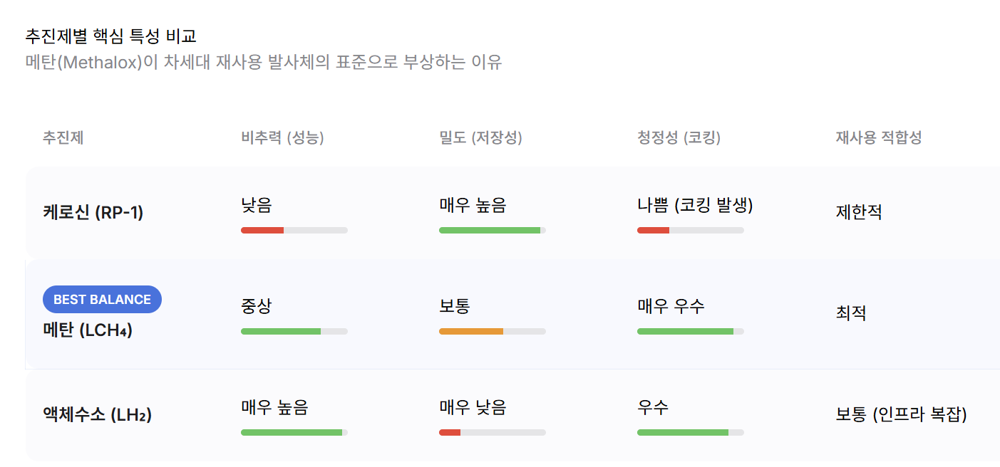 추진제별 핵심 특성 비교
메탄(Methalox)이 차세대 재사용 발사체의 표준으로 부상하는 이유
추진제 비추력 (성능) 밀도 (저장성) 청정성 (코킹) 재사용 적합성
케로신 (RP-1) 낮음 매우 높음 나쁨 (코킹 발생) 제한적
BEST BALANCE
메탄 (LCH₄) 중상 보통 매우 우수 최적
액체수소 (LH₂) 매우 높음 매우 낮음 우수 보통 (인프라 복잡)